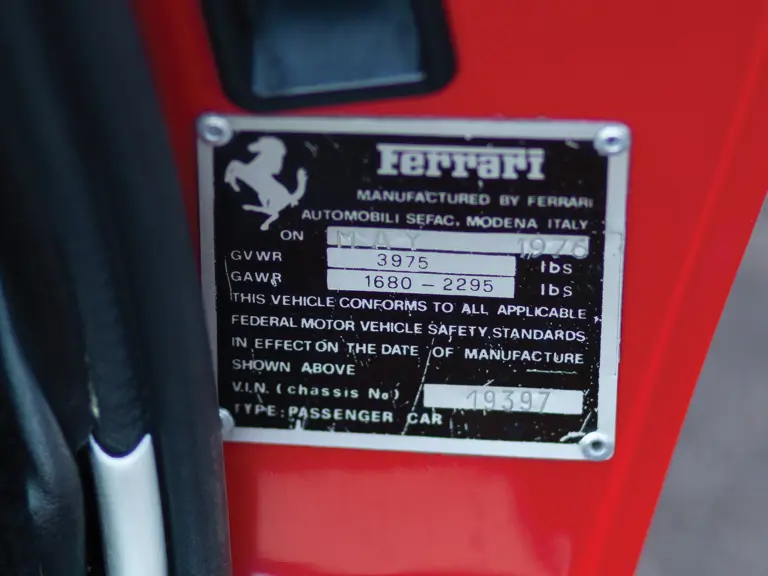 Ferrari
MANUFACTURED BY FERRARI
AUTOMOBILI SEFAC, MODENA ITALY
ON MAY 1976
GVWR 3975 lbs
GAWR 1680 - 2295 lbs
THIS VEHICLE CONFORMS TO ALL APPLICABLE
FEDERAL MOTOR VEHICLE SAFETY STANDARDS
IN EFFECT ON THE DATE OF MANUFACTURE
SHOWN ABOVE
V.I.N. (chassis No) 19397
TYPE: PASSENGER CAR